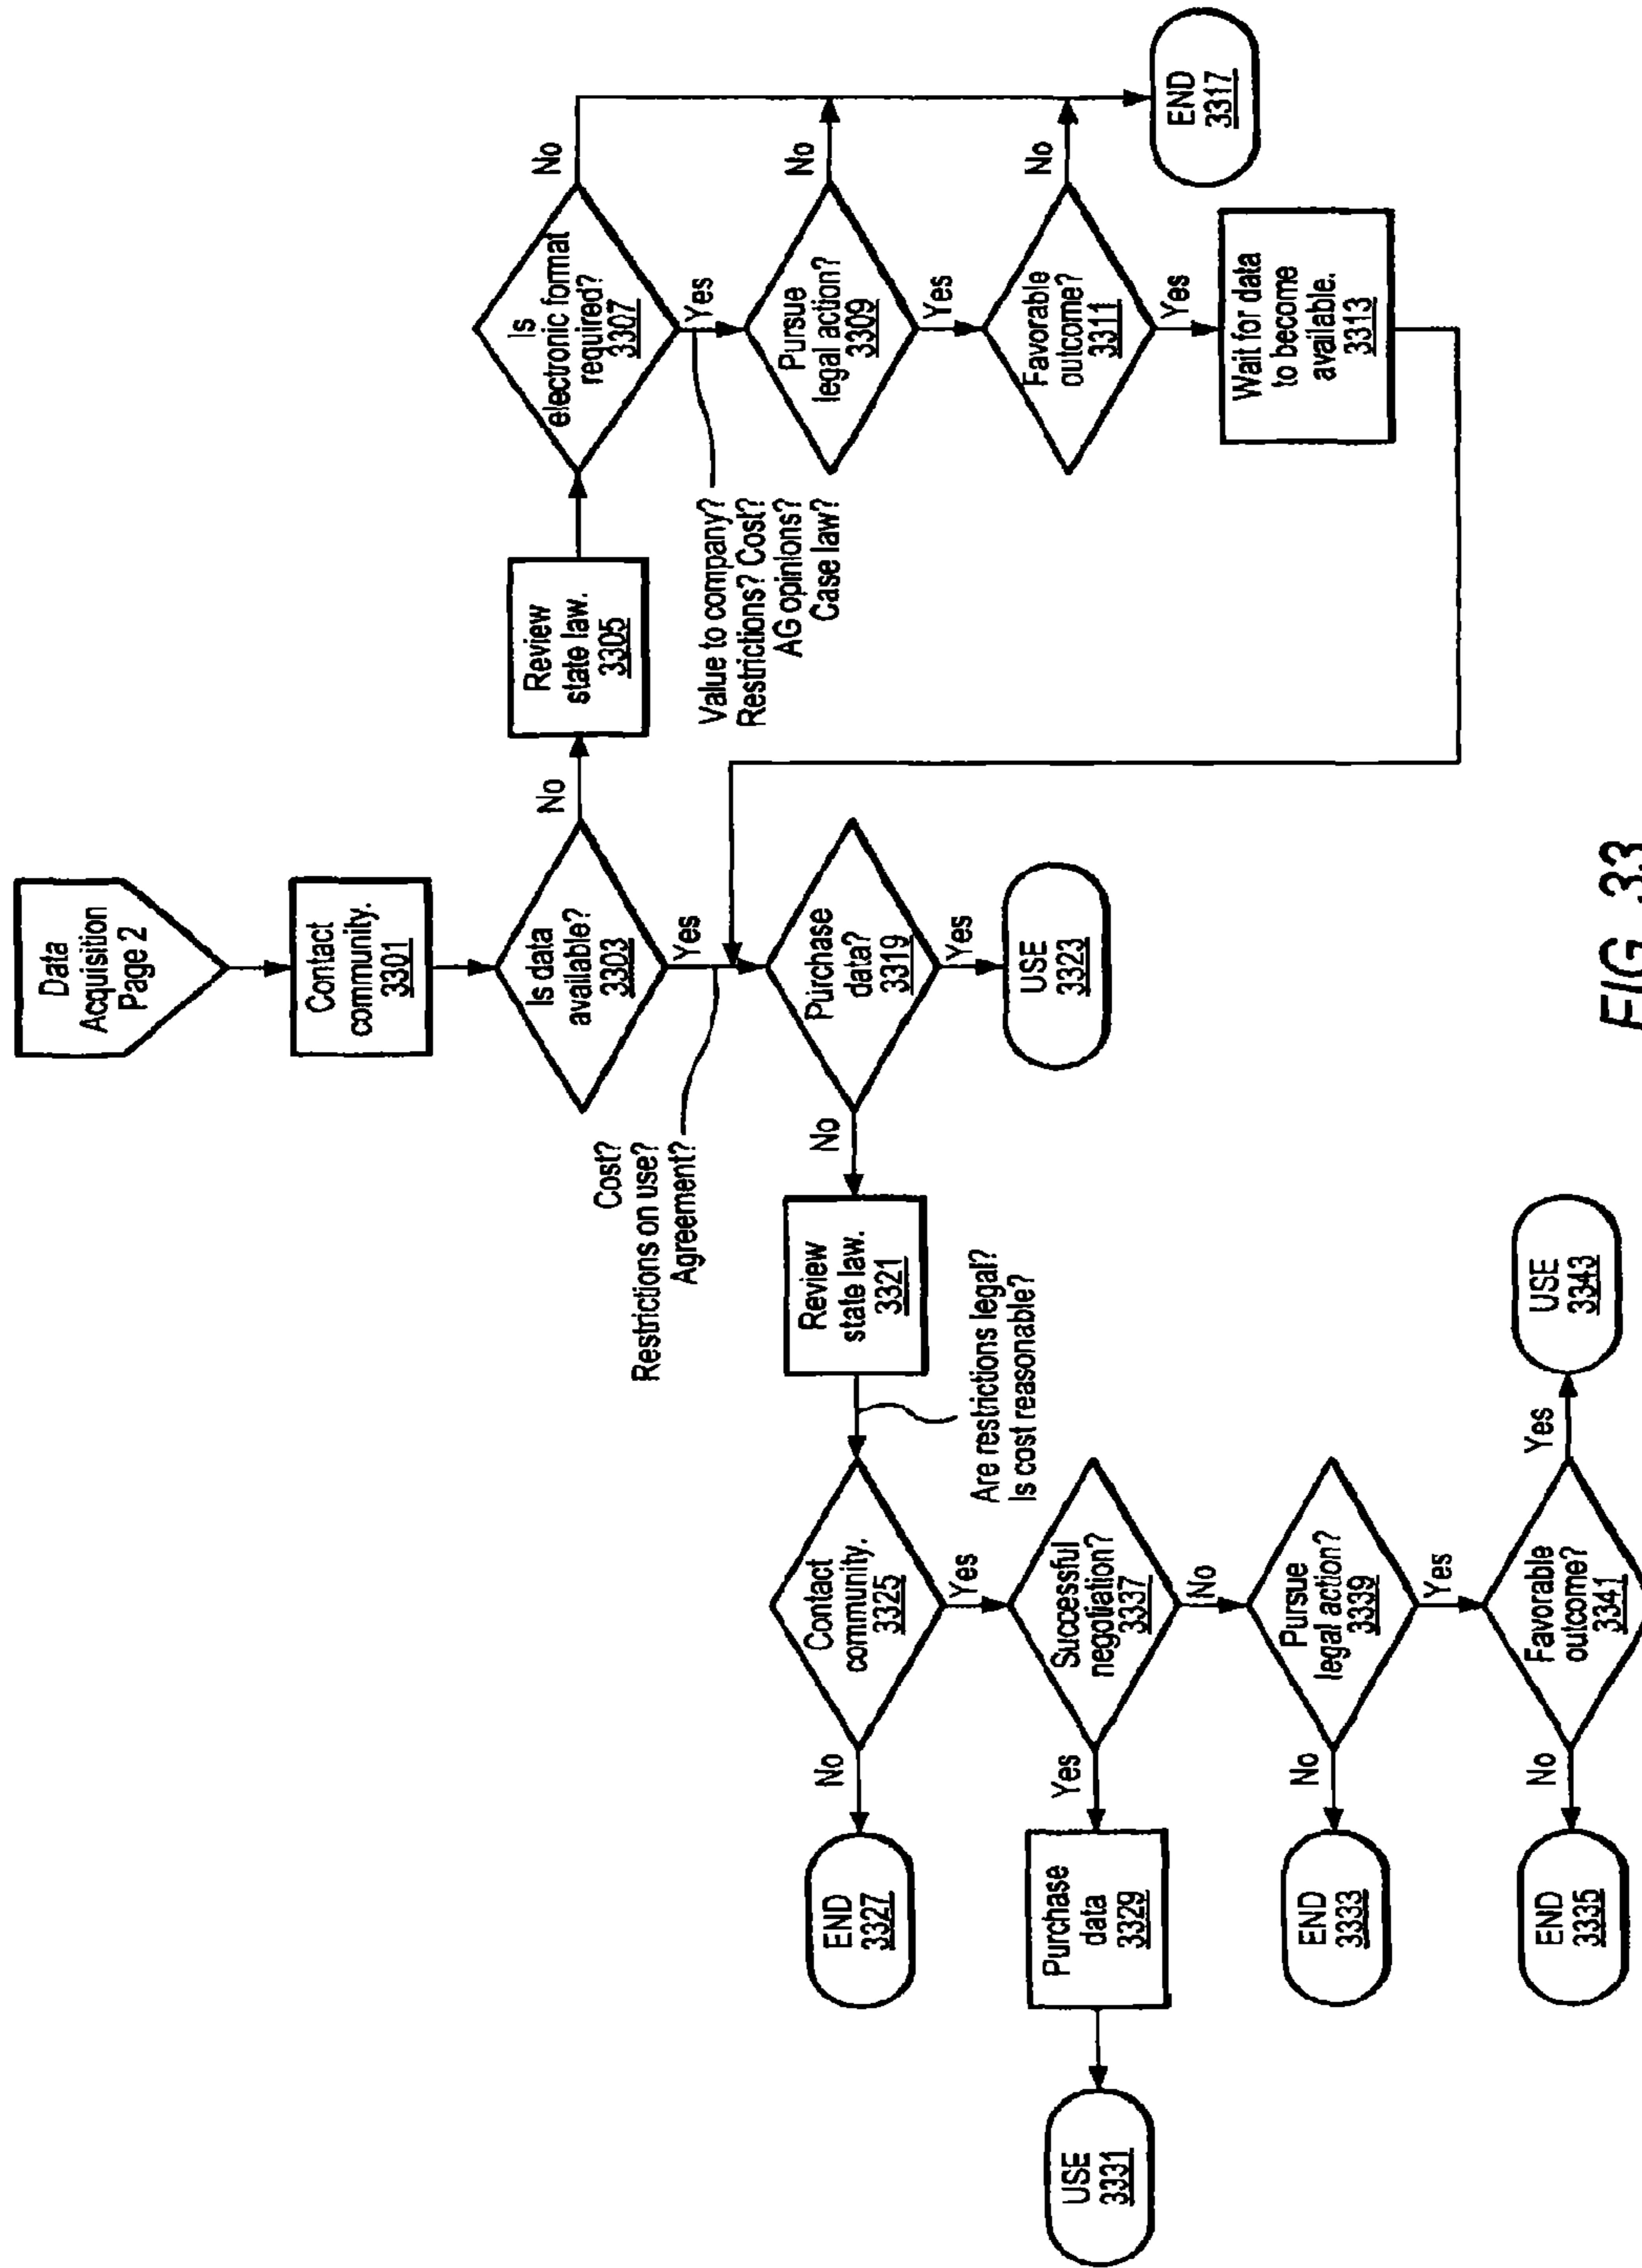 Data
Acquisition
Page 2
Contact
community.
3301
Is data
available?
3303
No
Review
state law.
3305
Is
electronic format
required?
3307
No
Yes
Value to company?
Restrictions? Cost?
AG opinions?
Case law?
Pursue
legal action?
3309
No
Yes
Favorable
outcome?
3311
No
Yes
Wait for data
to become
available.
3313
END
3317
Yes
Cost?
Restrictions on use?
Agreement?
Purchase
data?
3319
Yes
USE
3323
No
Review
state law.
3321
Are restrictions legal?
Is cost reasonable?
Contact
community.
3325
No
END
3327
Yes
Successful
negotiation?
3337
Yes
Purchase
data
3329
USE
3331
No
Pursue
legal action?
3339
No
END
3333
Yes
Favorable
outcome?
3341
No
END
3335
Yes
USE
3343
FIG. 33